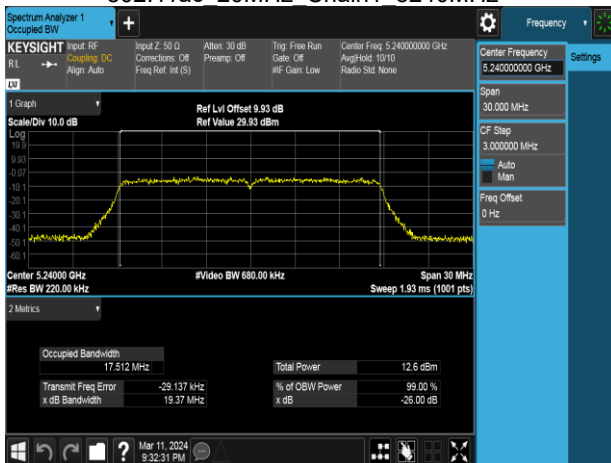 802.11ac 20MHz Chain1 5240MHz
Spectrum Analyzer 1
Occupied BW
Frequency
KEYSIGHT
RL
Input: RF
Coupling: DC
Align: Auto
Input Z: 50 Ω
Corrections: Off
Freq Ref: Int (S)
Atten: 30 dB
Preamp: Off
Trig: Free Run
Gate: Off
#IF Gain: Low
Center Freq: 5.240000000 GHz
Avg|Hold: 10/10
Radio Std: None
LXI
Center Frequency
5.240000000 GHz
Settings
Span
30.000 MHz
CF Step
3.000000 MHz
Auto
Man
Freq Offset
0 Hz
1 Graph
Scale/Div 10.0 dB
Ref Lvl Offset 9.93 dB
Ref Value 29.93 dBm
Log
19.9
9.93
-0.07
-10.1
-20.1
-30.1
-40.1
-50.1
-60.1
Center 5.24000 GHz
#Video BW 680.00 kHz
Span 30 MHz
#Res BW 220.00 kHz
Sweep 1.93 ms (1001 pts)
2 Metrics
Occupied Bandwidth
17.512 MHz
Total Power 12.6 dBm
Transmit Freq Error -29.137 kHz
% of OBW Power 99.00 %
x dB Bandwidth 19.37 MHz
x dB -26.00 dB
Mar 11, 2024
9:32:31 PM